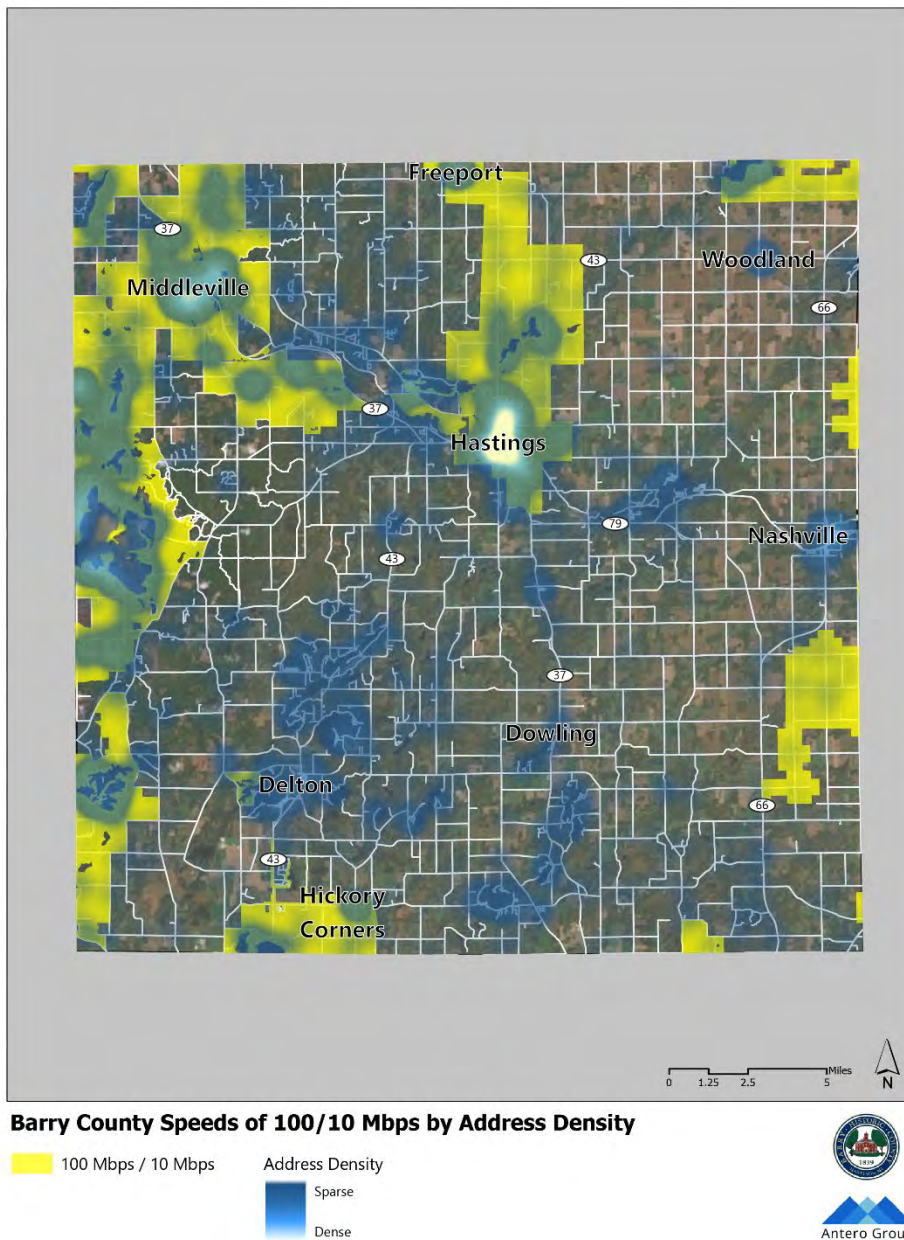 Freeport
37
43
Woodland
Middleville
66
37
Hastings
79
Nashville
43
37
Dowling
Delton
66
43
Hickory
Corners
Miles
0 1.25 2.5 5
N
Barry County Speeds of 100/10 Mbps by Address Density
100 Mbps / 10 Mbps
Address Density
Sparse
Dense
1839